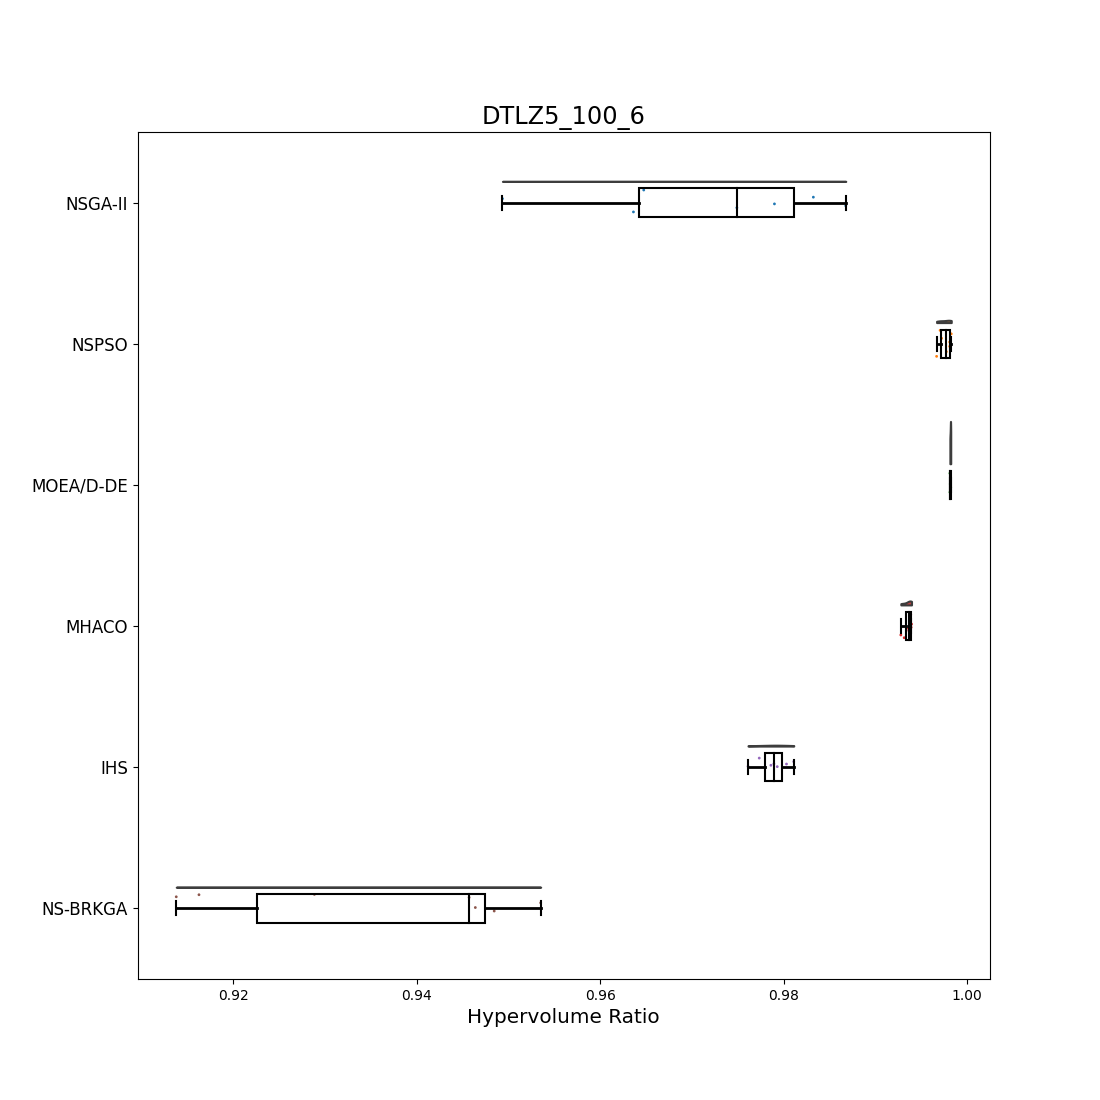 DTLZ5_100_6
NSGA-II
NSPSO
MOEA/D-DE
MHACO
IHS
NS-BRKGA
0.92 0.94 0.96 0.98 1.00
Hypervolume Ratio